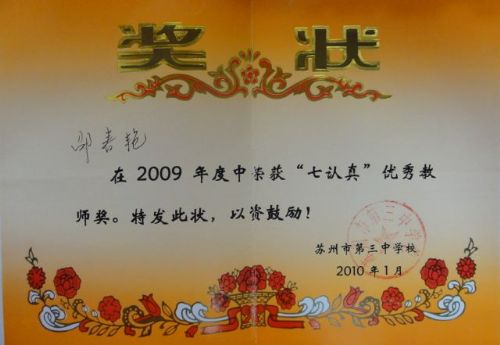 奖状
邵春艳
在 2009 年度中荣获“七认真”优秀教
师奖。特发此状，以资鼓励！
苏州市第三中学校
2010 年 1 月